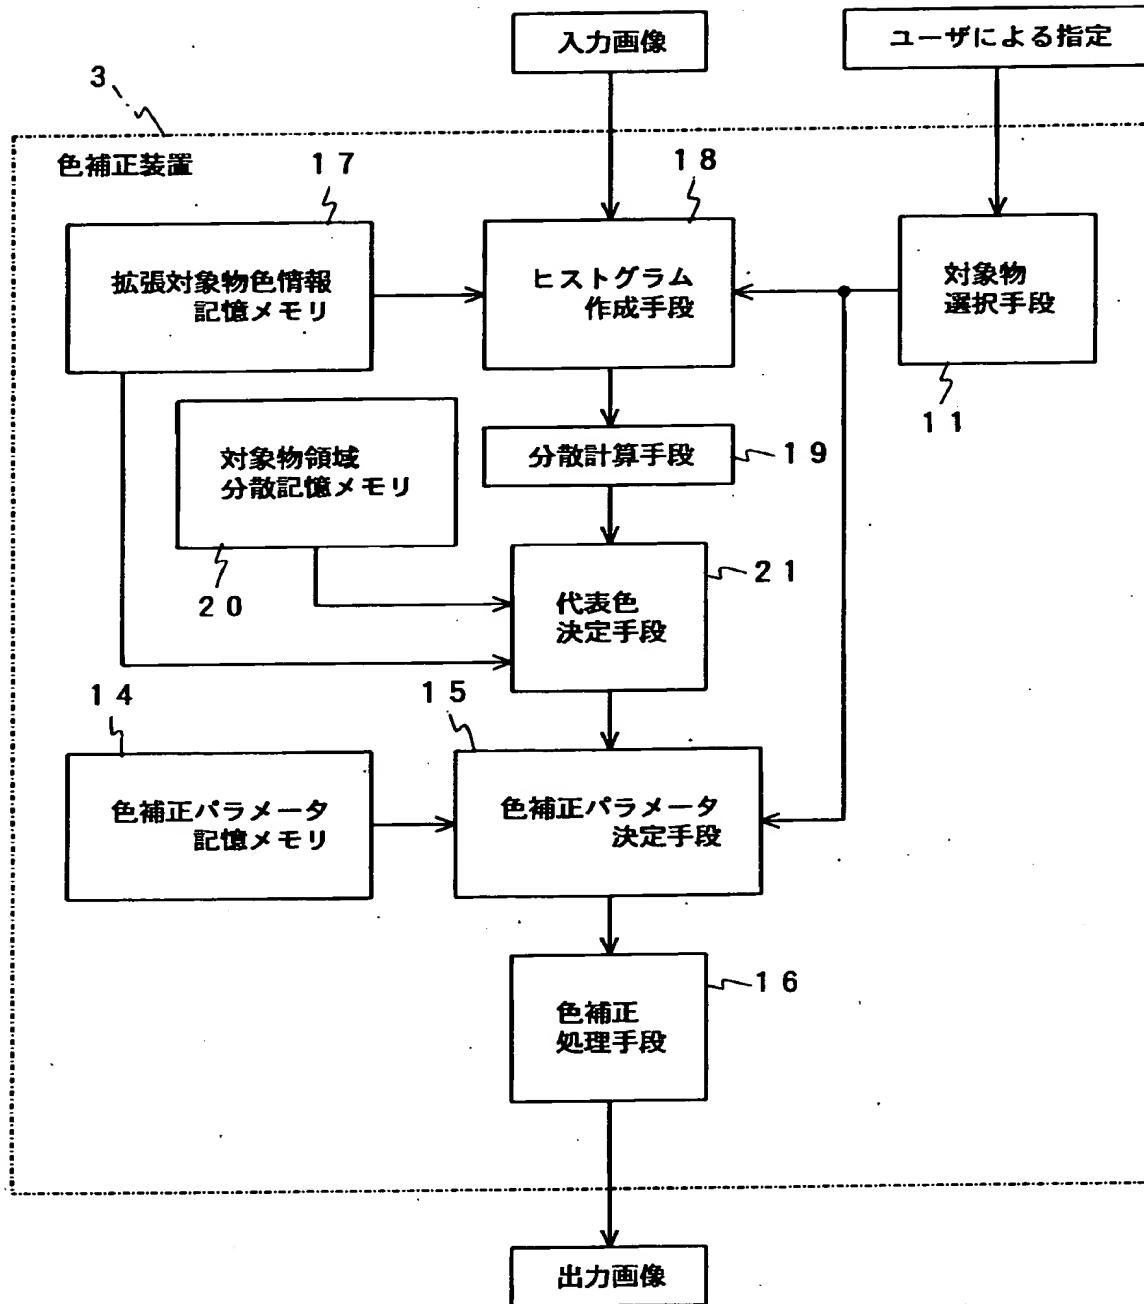 入力画像
ユーザによる指定
3
色補正装置
17
18
拡張対象物色情報
記憶メモリ
ヒストグラム
作成手段
対象物
選択手段
11
対象物領域
分散記憶メモリ
20
分散計算手段
19
代表色
決定手段
21
14
15
色補正パラメータ
記憶メモリ
色補正パラメータ
決定手段
色補正
処理手段
16
出力画像